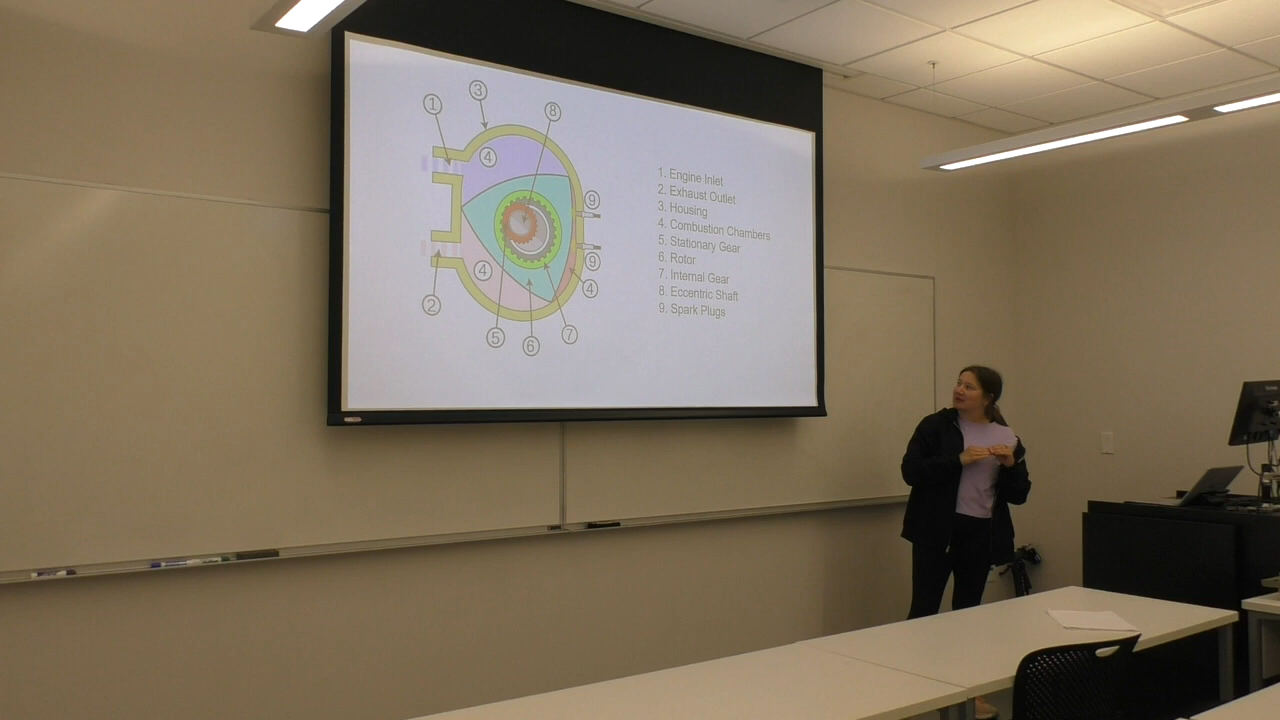 1
3
8
4
9
9
4
4
2
5
6
7
1. Engine Inlet
2. Exhaust Outlet
3. Housing
4. Combustion Chambers
5. Stationary Gear
6. Rotor
7. Internal Gear
8. Eccentric Shaft
9. Spark Plugs